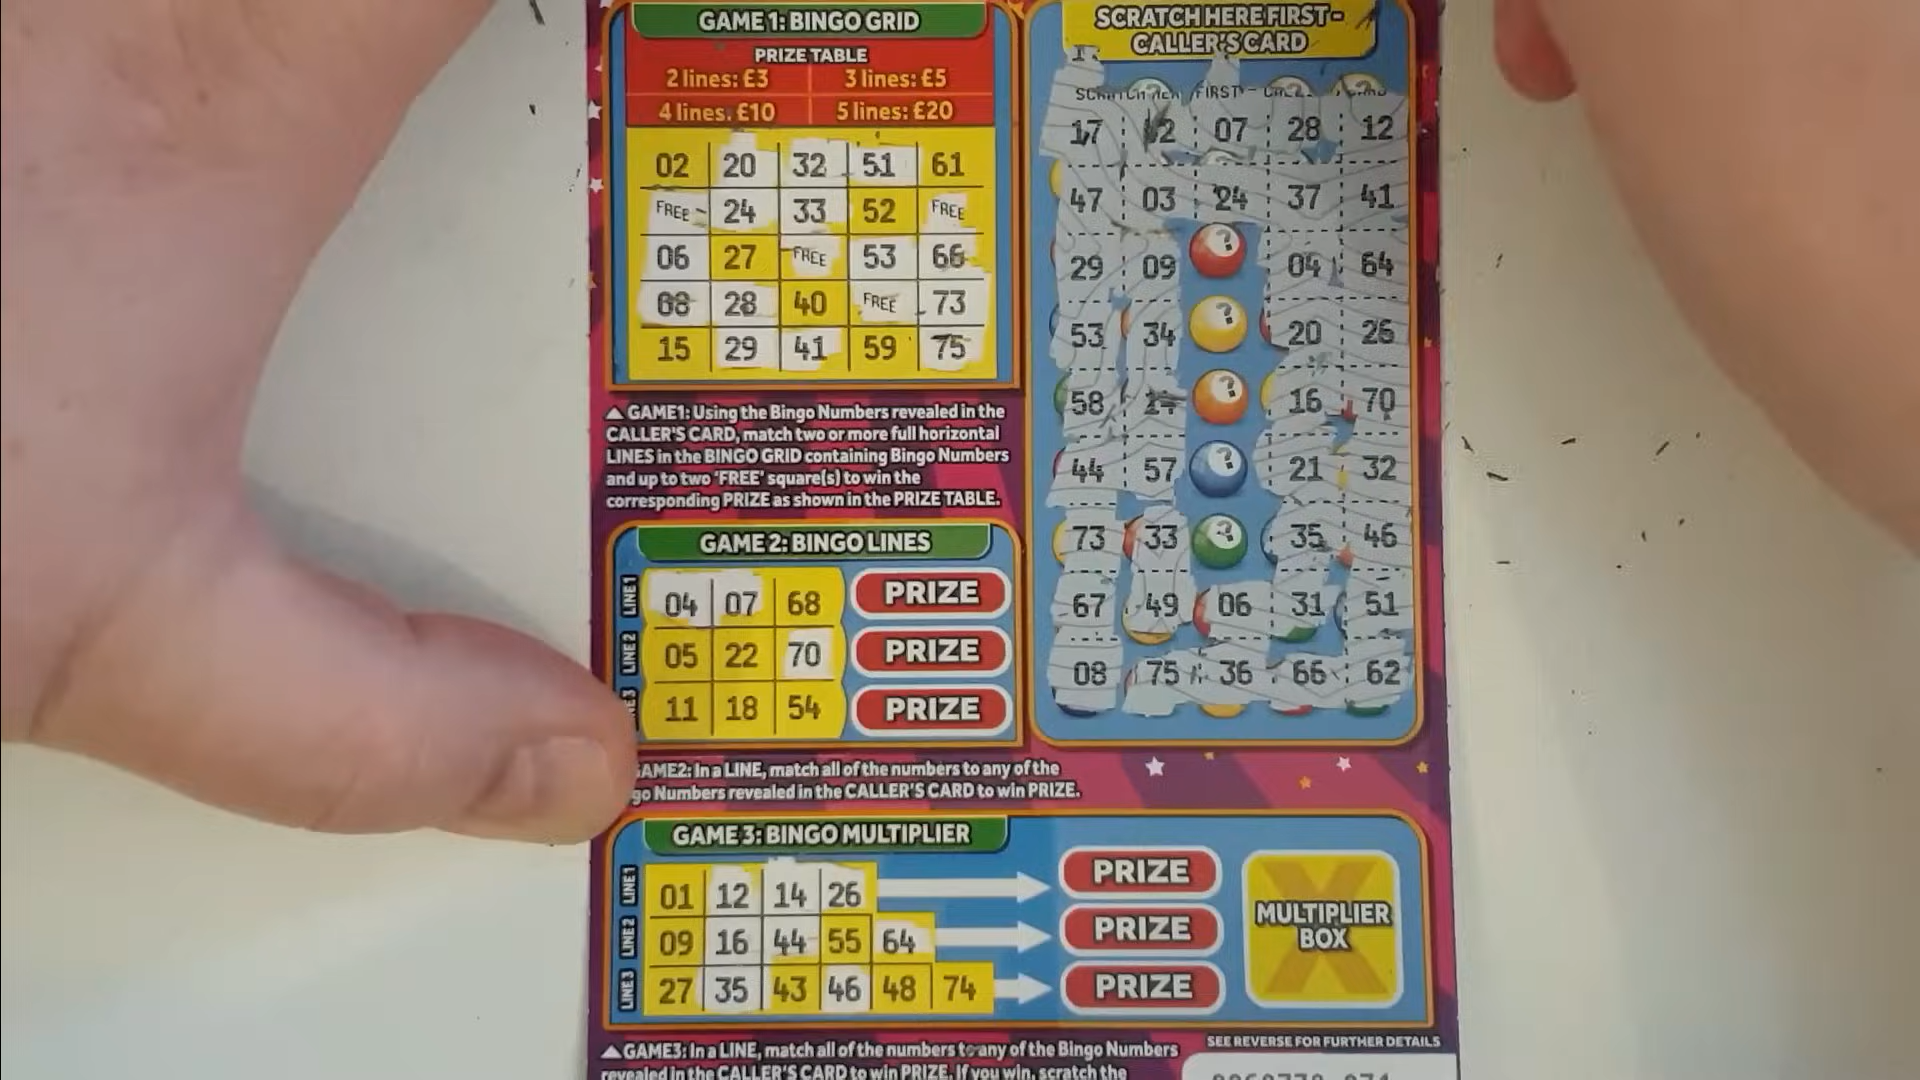 GAME 1: BINGO GRID
PRIZE TABLE
2 lines: £3 3 lines: £5
4 lines: £10 5 lines: £20
02 20 32 51 61
FREE 24 33 52 FREE
06 27 FREE 53 66
68 28 40 FREE 73
15 29 41 59 75
▲ GAME1: Using the Bingo Numbers revealed in the
CALLER'S CARD, match two or more full horizontal
LINES in the BINGO GRID containing Bingo Numbers
and up to two 'FREE' square(s) to win the
corresponding PRIZE as shown in the PRIZE TABLE.
GAME 2: BINGO LINES
LINE 1 04 07 68 PRIZE
LINE 2 05 22 70 PRIZE
11 18 54 PRIZE
GAME2: In a LINE, match all of the numbers to any of the
go Numbers revealed in the CALLER'S CARD to win PRIZE.
SCRATCH HERE FIRST-
CALLER'S CARD
17 07 28 12
47 03 24 37 41
29 09 04 64
53 34 20 26
58 16 70
44 57 21 32
73 33 35 46
67 49 06 31 51
08 75 36 66 62
GAME 3: BINGO MULTIPLIER
LINE 1 01 12 14 26 PRIZE
LINE 2 09 16 44 55 64 PRIZE
LINE 3 27 35 43 46 48 74 PRIZE
MULTIPLIER
BOX
SEE REVERSE FOR FURTHER DETAILS
▲ GAME3: In a LINE, match all of the numbers to any of the Bingo Numbers
revealed in the CALLER'S CARD to win PRIZE. If you win, scratch the